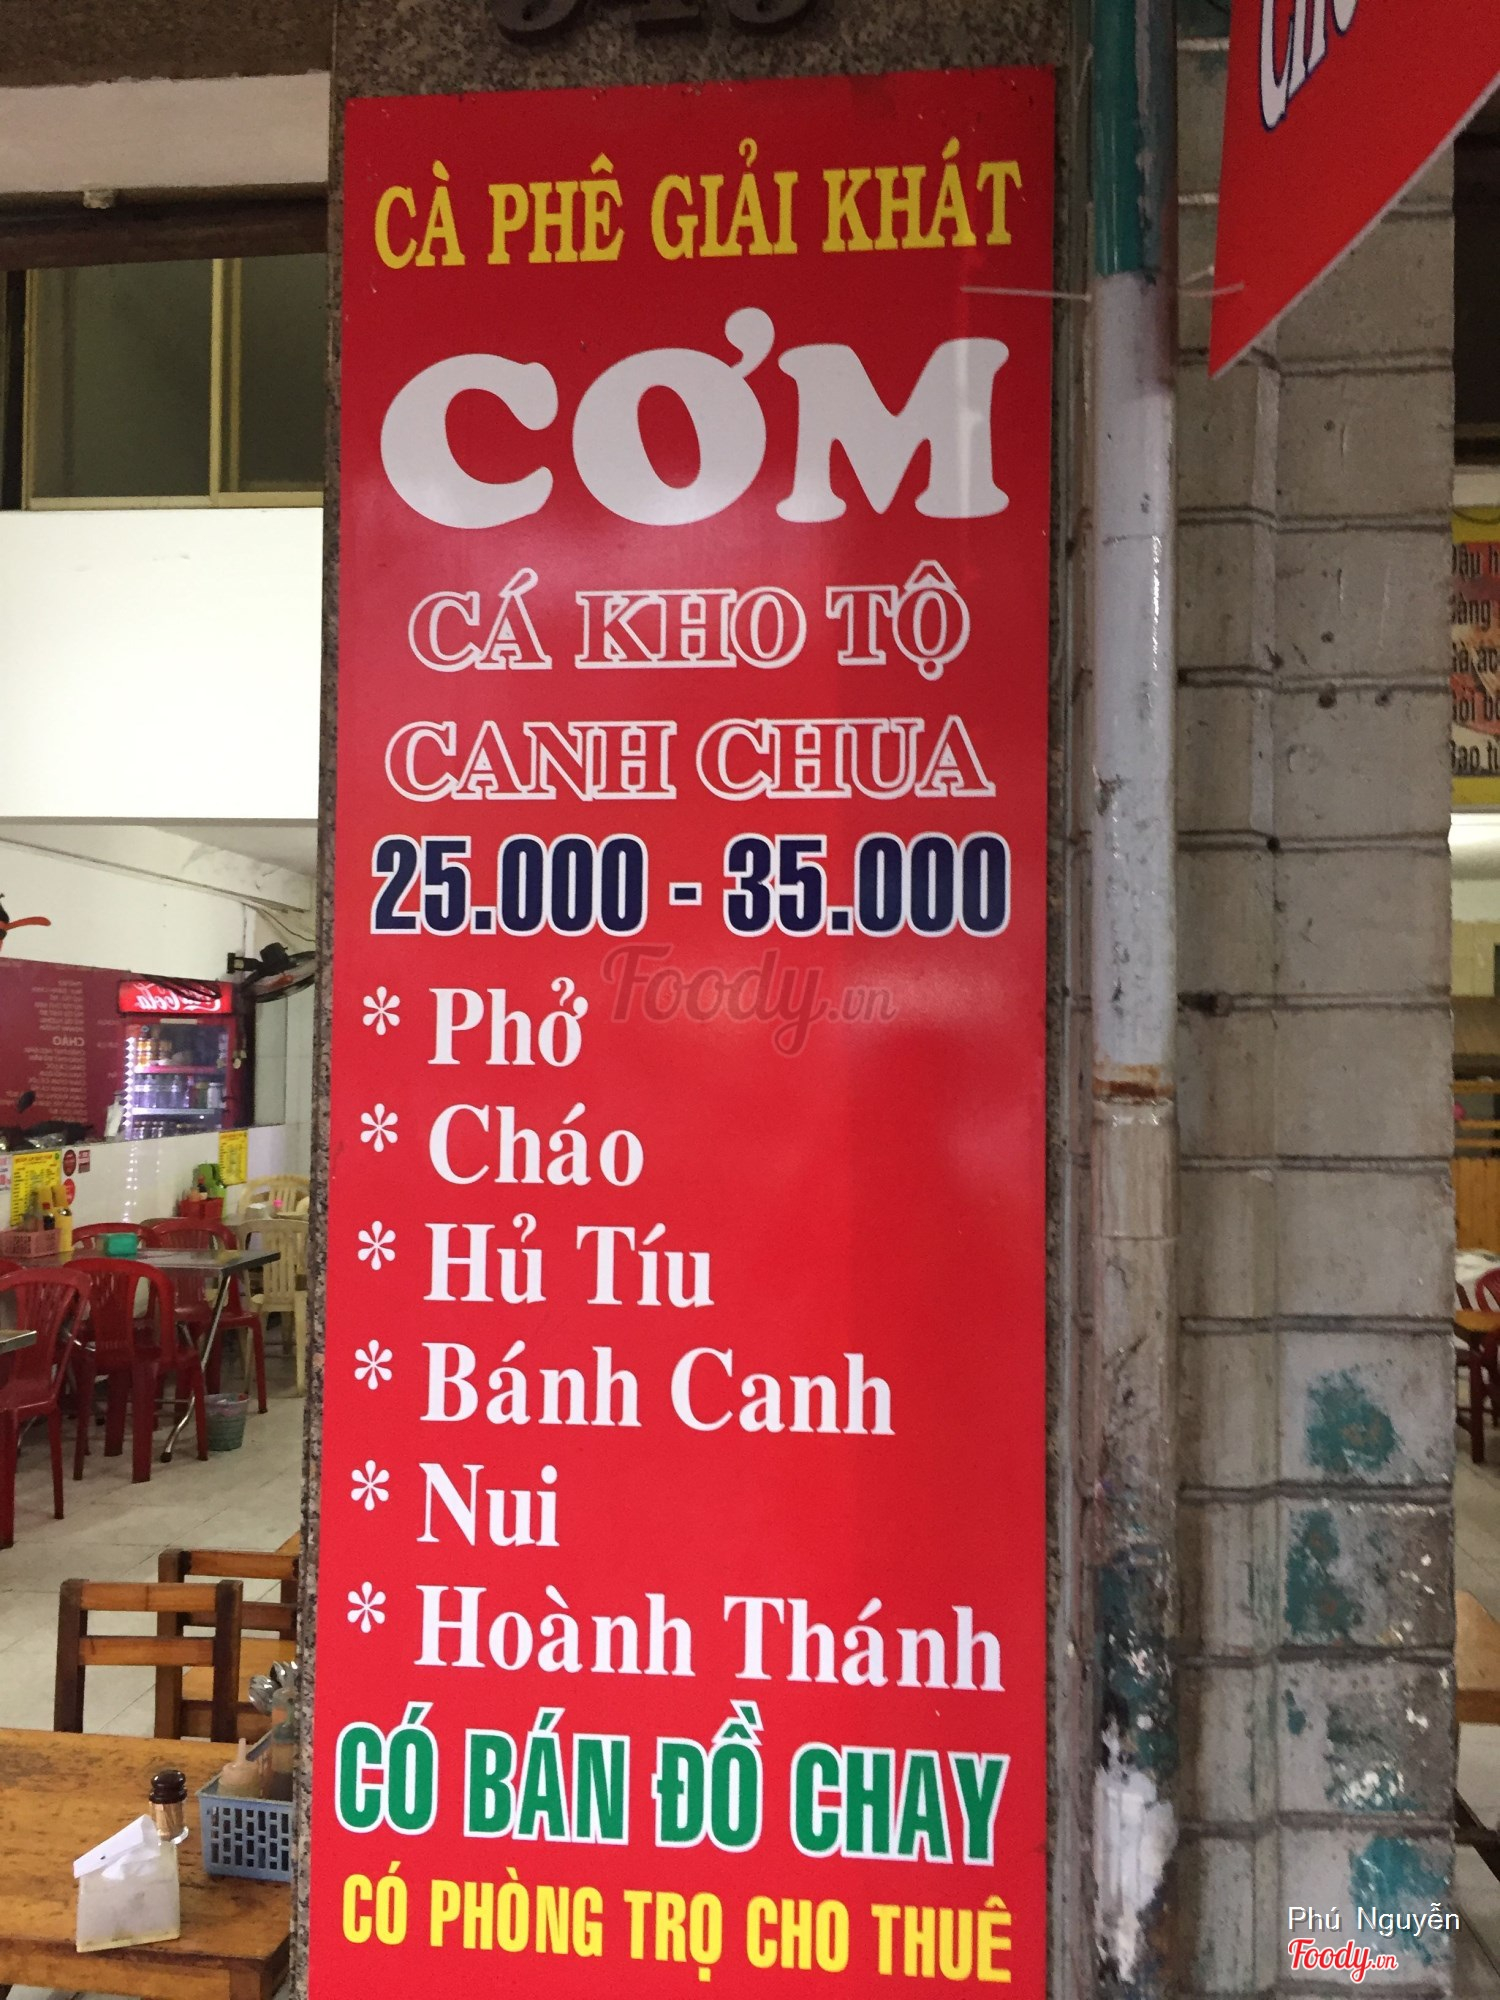 CÀ PHÊ GIẢI KHÁT
CƠM
CÁ KHO TỘ
CANH CHUA
25.000 - 35.000
Foody.vn
* Phở
* Cháo
* Hủ Tíu
* Bánh Canh
* Nui
* Hoành Thánh
CÓ BÁN ĐỒ CHAY
CÓ PHÒNG TRỌ CHO THUÊ
CHÁO
Phú Nguyễn
Foody.vn